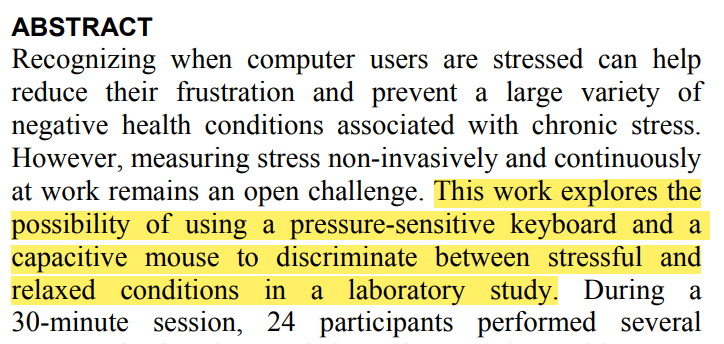 ABSTRACT
Recognizing when computer users are stressed can help
reduce their frustration and prevent a large variety of
negative health conditions associated with chronic stress.
However, measuring stress non-invasively and continuously
at work remains an open challenge. This work explores the
possibility of using a pressure-sensitive keyboard and a
capacitive mouse to discriminate between stressful and
relaxed conditions in a laboratory study. During a
30-minute session, 24 participants performed several